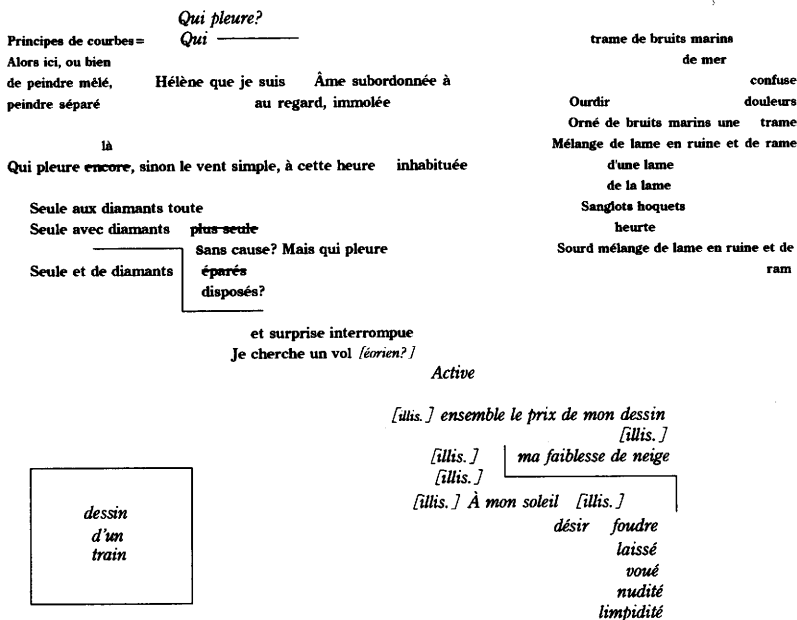 Qui pleure?
Principes de courbes= Qui
Alors ici, ou bien
de peindre mêlé, Hélène que je suis Âme subordonnée à
peindre séparé au regard, immolée
là
Qui pleure encore, sinon le vent simple, à cette heure inhabituée
Seule aux diamants toute
Seule avec diamants plus seule
sans cause? Mais qui pleure
Seule et de diamants éparés
disposés?
et surprise interrompue
Je cherche un vol [éorien?]
trame de bruits marins
de mer
confuse
Ourdir douleurs
Orné de bruits marins une trame
Mélange de lame en ruine et de rame
d'une lame
de la lame
Sanglots hoquets
heurte
Sourd mélange de lame en ruine et de
ram
Active
[illis.] ensemble le prix de mon dessin
[illis.]
[illis.] ma faiblesse de neige
[illis.]
[illis.] À mon soleil [illis.]
désir foudre
laissé
voué
nudité
limpidité
dessin
d'un
train